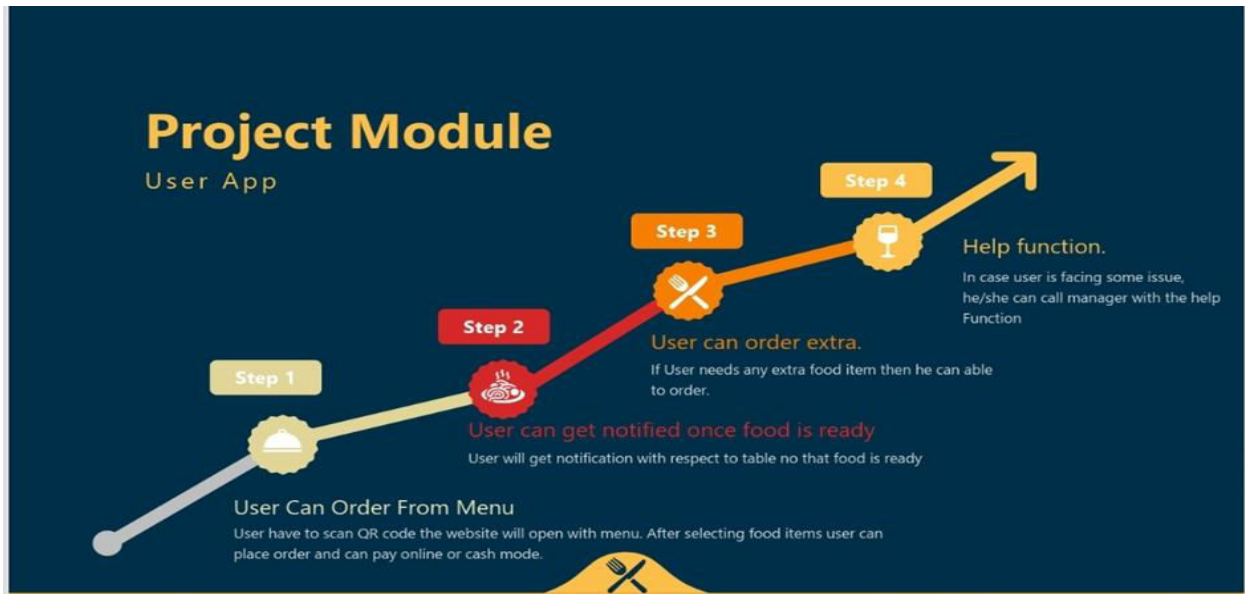 Project Module
User App
Step 1
User Can Order From Menu
User have to scan QR code the website will open with menu. After selecting food items user can
place order and can pay online or cash mode.
Step 2
User can get notified once food is ready
User will get notification with respect to table no that food is ready
Step 3
User can order extra.
If User needs any extra food item then he can able
to order.
Step 4
Help function.
In case user is facing some issue,
he/she can call manager with the help
Function